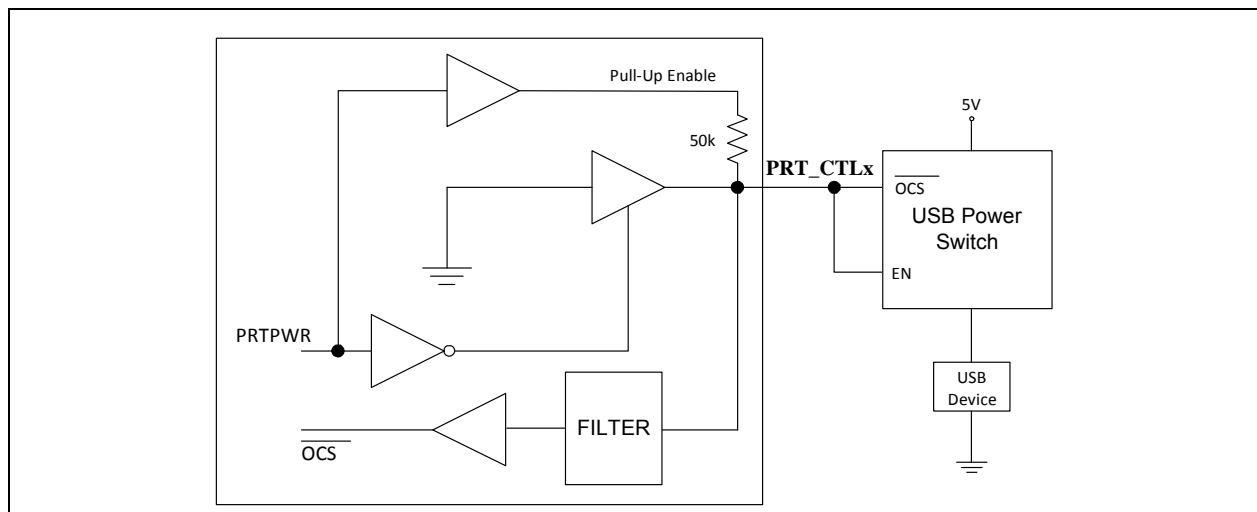 Pull-Up Enable
5V
50k
PRT_CTLx
OCS
USB Power
Switch
EN
PRTPWR
USB
Device
FILTER
OCS